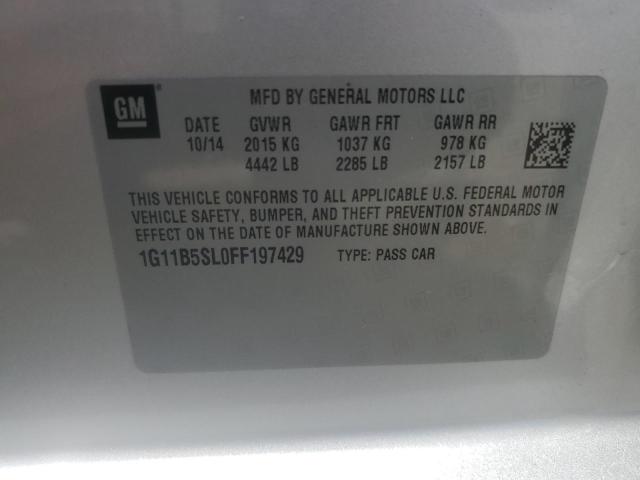 GM
MFD BY GENERAL MOTORS LLC
DATE GVWR GAWR FRT GAWR RR
10/14 2015 KG 1037 KG 978 KG
4442 LB 2285 LB 2157 LB
THIS VEHICLE CONFORMS TO ALL APPLICABLE U.S. FEDERAL MOTOR
VEHICLE SAFETY, BUMPER, AND THEFT PREVENTION STANDARDS IN
EFFECT ON THE DATE OF MANUFACTURE SHOWN ABOVE.
1G11B5SL0FF197429 TYPE: PASS CAR